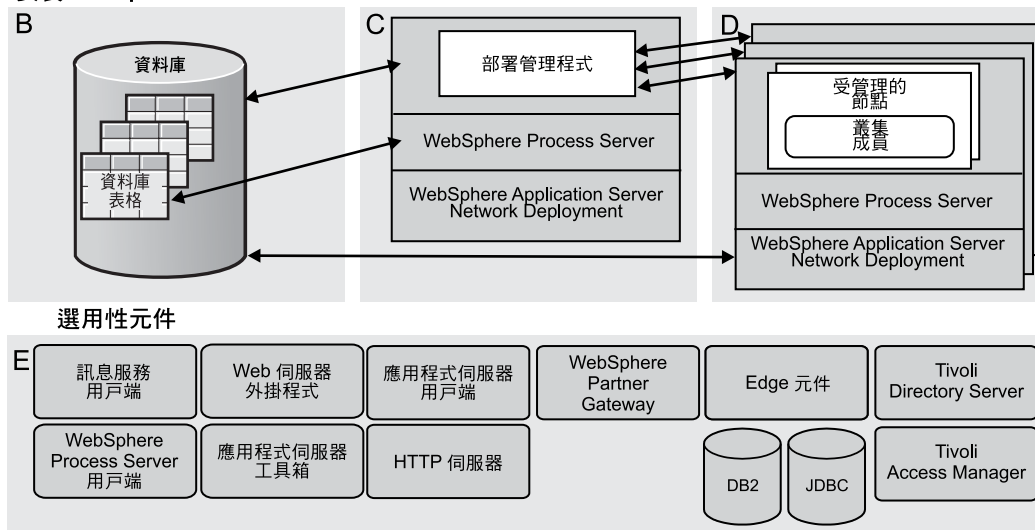 B
資料庫
資料庫
表格
C
部署管理程式
WebSphere Process Server
WebSphere Application Server
Network Deployment
D
受管理的
節點
叢集
成員
WebSphere Process Server
WebSphere Application Server
Network Deployment
選用性元件
E
訊息服務
用戶端
Web 伺服器
外掛程式
應用程式伺服器
用戶端
WebSphere
Partner
Gateway
Edge 元件
Tivoli
Directory Server
WebSphere
Process Server
用戶端
應用程式伺服器
工具箱
HTTP 伺服器
DB2
JDBC
Tivoli
Access Manager